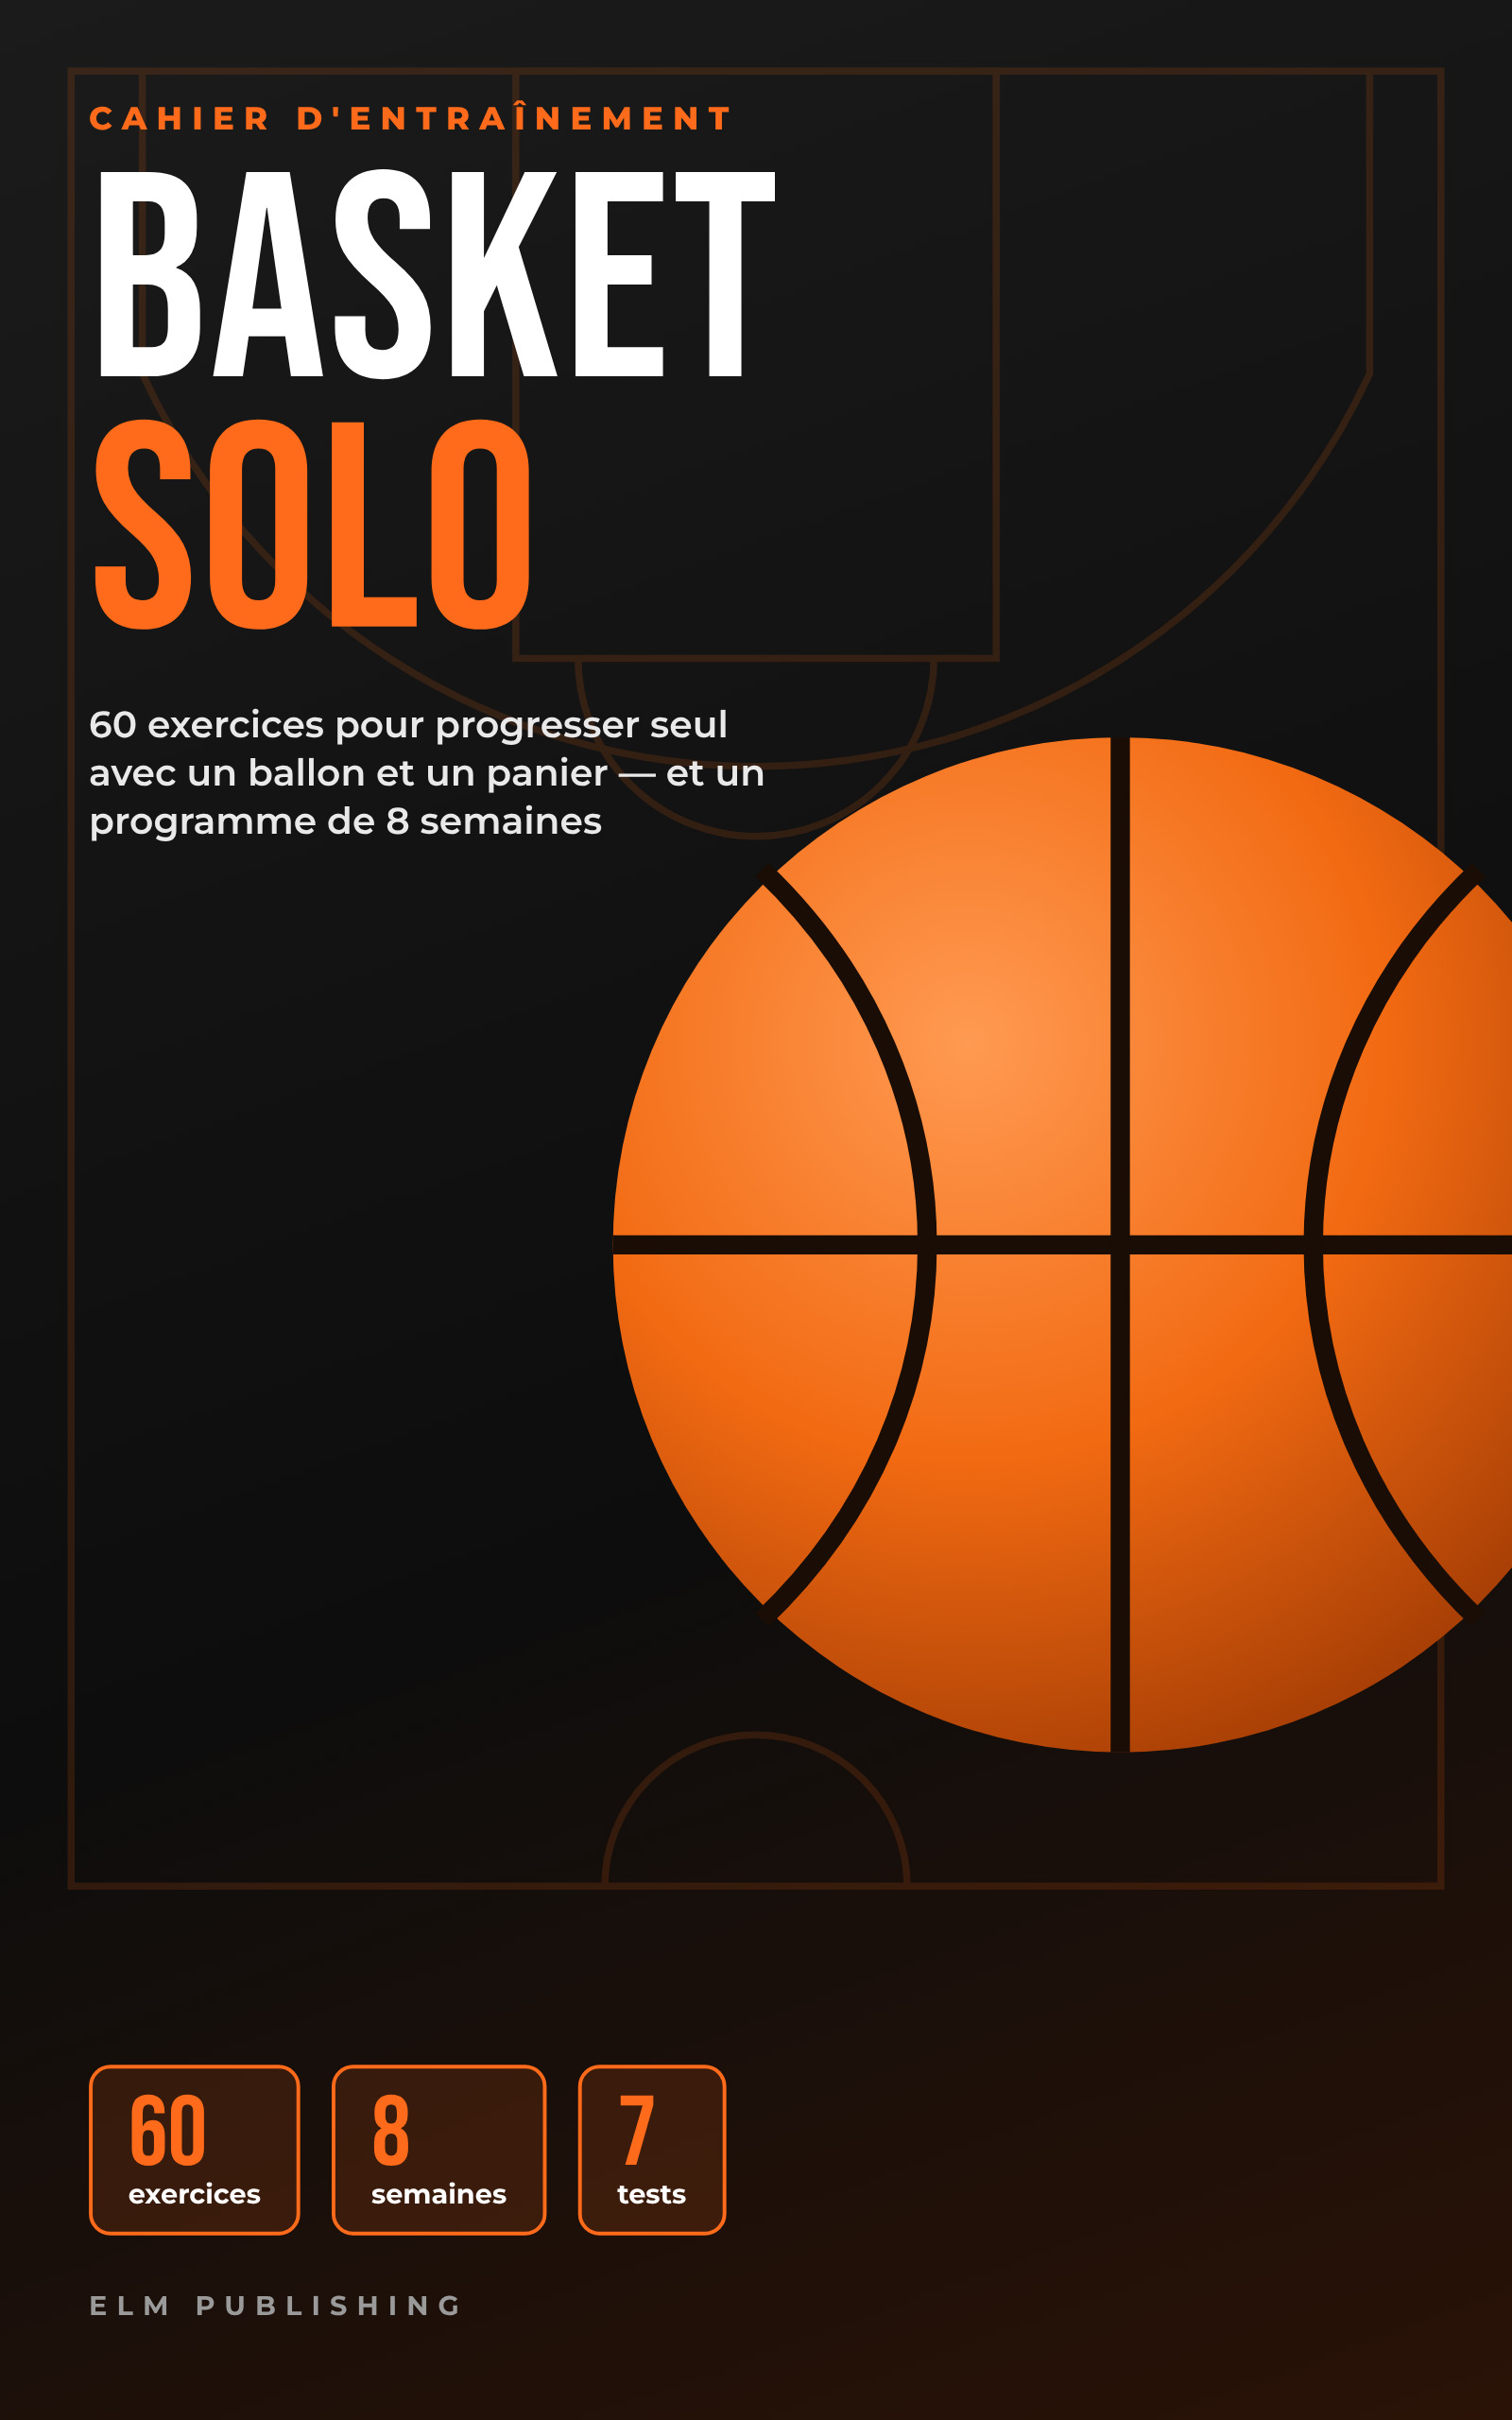 CAHIER D'ENTRAÎNEMENT
BASKET
SOLO
60 exercices pour progresser seul
avec un ballon et un panier — et un
programme de 8 semaines
60
exercices
8
semaines
7
tests
ELM PUBLISHING